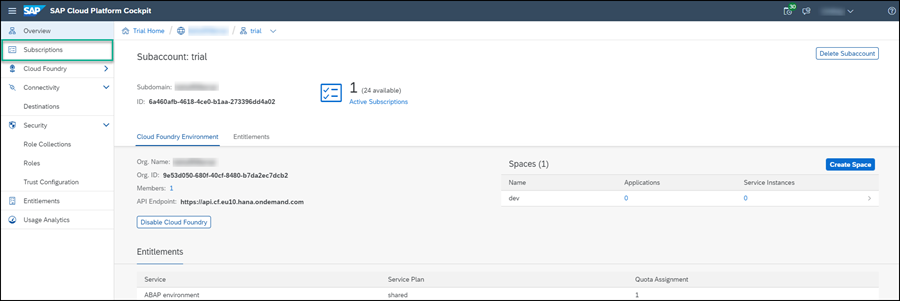 SAP SAP Cloud Platform Cockpit
30
Overview
Trial Home / / trial
Subscriptions
Subaccount: trial
Delete Subaccount
Cloud Foundry
Connectivity
Subdomain:
1 (24 available)
ID: 6a460afb-4618-4ce0-b1aa-273396dd4a02
Active Subscriptions
Destinations
Security
Cloud Foundry Environment Entitlements
Role Collections
Org. Name:
Spaces (1)
Create Space
Roles
Org. ID: 9e53d050-680f-40cf-8480-b7da2ec7dcb2
Name Applications Service Instances
Trust Configuration
Members: 1
dev 0 0
Entitlements
API Endpoint: https://api.cf.eu10.hana.ondemand.com
Usage Analytics
Disable Cloud Foundry
Entitlements
Service Service Plan Quota Assignment
ABAP environment shared 1